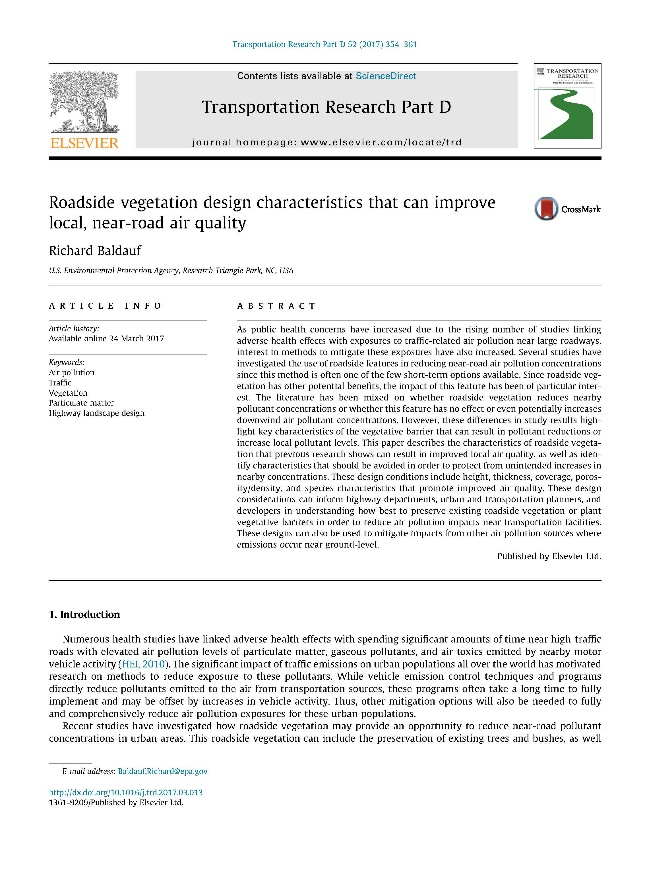 Transportation Research Part D 52 (2017) 354–361
Contents lists available at ScienceDirect
Transportation Research Part D
journal homepage: www.elsevier.com/locate/trd
ELSEVIER
TRANSPORTATION
RESEARCH
Roadside vegetation design characteristics that can improve
local, near-road air quality
CrossMark
Richard Baldauf
U.S. Environmental Protection Agency, Research Triangle Park, NC, USA
ARTICLE INFO
Article history:
Available online 24 March 2017
Keywords:
Air pollution
Traffic
Vegetation
Particulate matter
Highway landscape design
ABSTRACT
As public health concerns have increased due to the rising number of studies linking
adverse health effects with exposures to traffic-related air pollution near large roadways,
interest to methods to mitigate these exposures have also increased. Several studies have
investigated the use of roadside features in reducing near-road air pollution concentrations
since this method is often one of the few short-term options available. Since roadside veg-
etation has other potential benefits, the impact of this feature has been of particular inter-
est. The literature has been mixed on whether roadside vegetation reduces nearby
pollutant concentrations or whether this feature has no effect or even potentially increases
downwind air pollutant concentrations. However, these differences in study results high-
light key characteristics of the vegetative barrier that can result in pollutant reductions or
increase local pollutant levels. This paper describes the characteristics of roadside vegeta-
tion that previous research shows can result in improved local air quality, as well as iden-
tify characteristics that should be avoided in order to protect from unintended increases in
nearby concentrations. These design conditions include height, thickness, coverage, poros-
ity/density, and species characteristics that promote improved air quality. These design
considerations can inform highway departments, urban and transportation planners, and
developers in understanding how best to preserve existing roadside vegetation or plant
vegetative barriers in order to reduce air pollution impacts near transportation facilities.
These designs can also be used to mitigate impacts from other air pollution sources where
emissions occur near ground-level.
Published by Elsevier Ltd.
1. Introduction
Numerous health studies have linked adverse health effects with spending significant amounts of time near high-traffic
roads with elevated air pollution levels of particulate matter, gaseous pollutants, and air toxics emitted by nearby motor
vehicle activity (HEI, 2010). The significant impact of traffic emissions on urban populations all over the world has motivated
research on methods to reduce exposure to these pollutants. While vehicle emission control techniques and programs
directly reduce pollutants emitted to the air from transportation sources, these programs often take a long time to fully
implement and may be offset by increases in vehicle activity. Thus, other mitigation options will also be needed to fully
and comprehensively reduce air pollution exposures for these urban populations.
Recent studies have investigated how roadside vegetation may provide an opportunity to reduce near-road pollutant
concentrations in urban areas. This roadside vegetation can include the preservation of existing trees and bushes, as well
E-mail address: Baldauf.Richard@epa.gov
http://dx.doi.org/10.1016/j.trd.2017.03.013
1361-9209/Published by Elsevier Ltd.